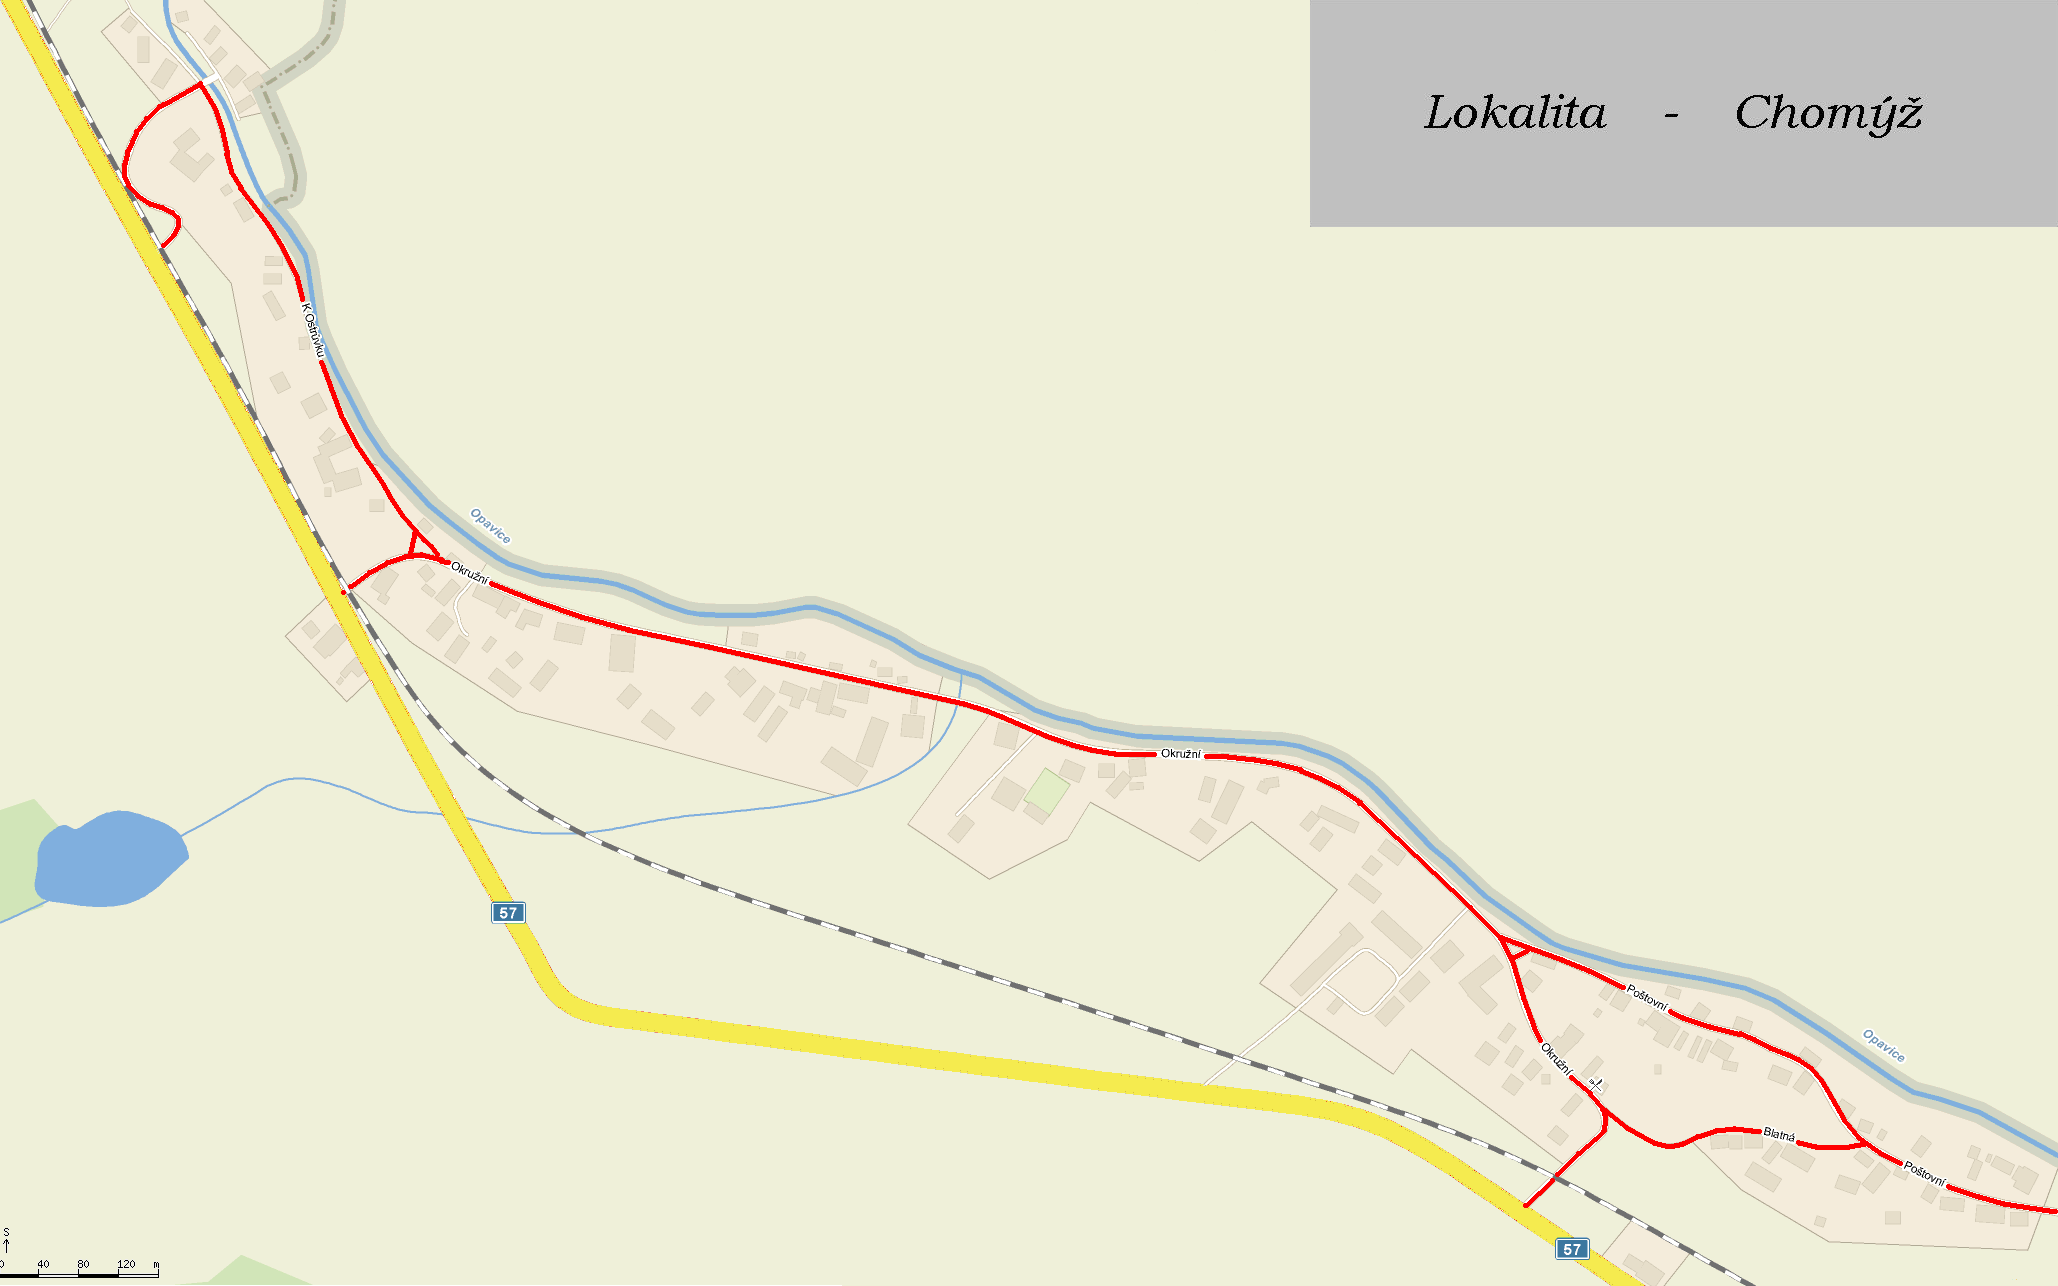 Lokalita - Chomýž
K Ostrůvku
Opavice
Okružní
Okružní
57
Poštovní
Opavice
Okružní
Blatná
Poštovní
57
S
0 40 80 120 m